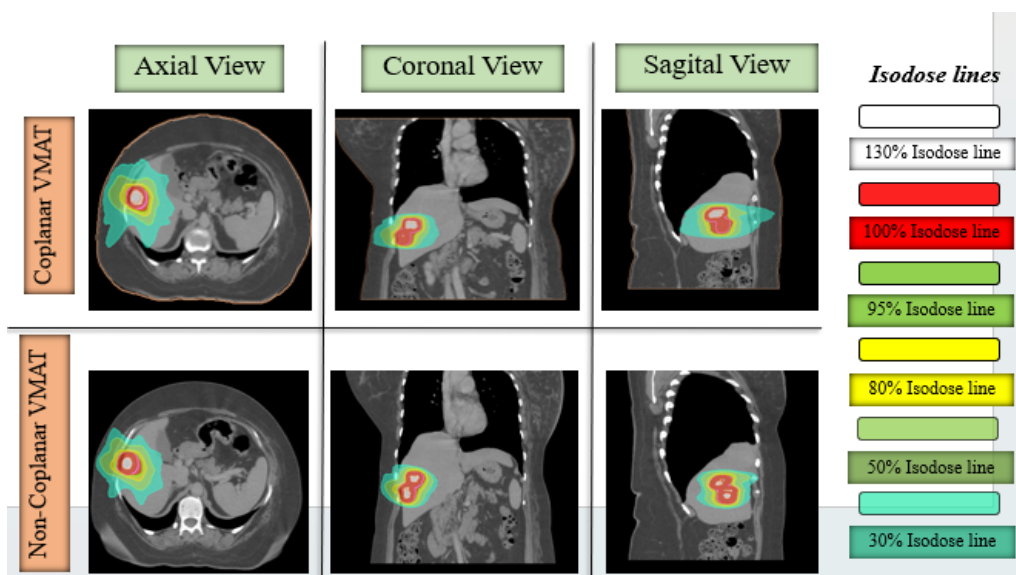 Axial View
Coronal View
Sagital View
Isodose lines
Coplanar VMAT
130% Isodose line
100% Isodose line
95% Isodose line
Non-Coplanar VMAT
80% Isodose line
50% Isodose line
30% Isodose line